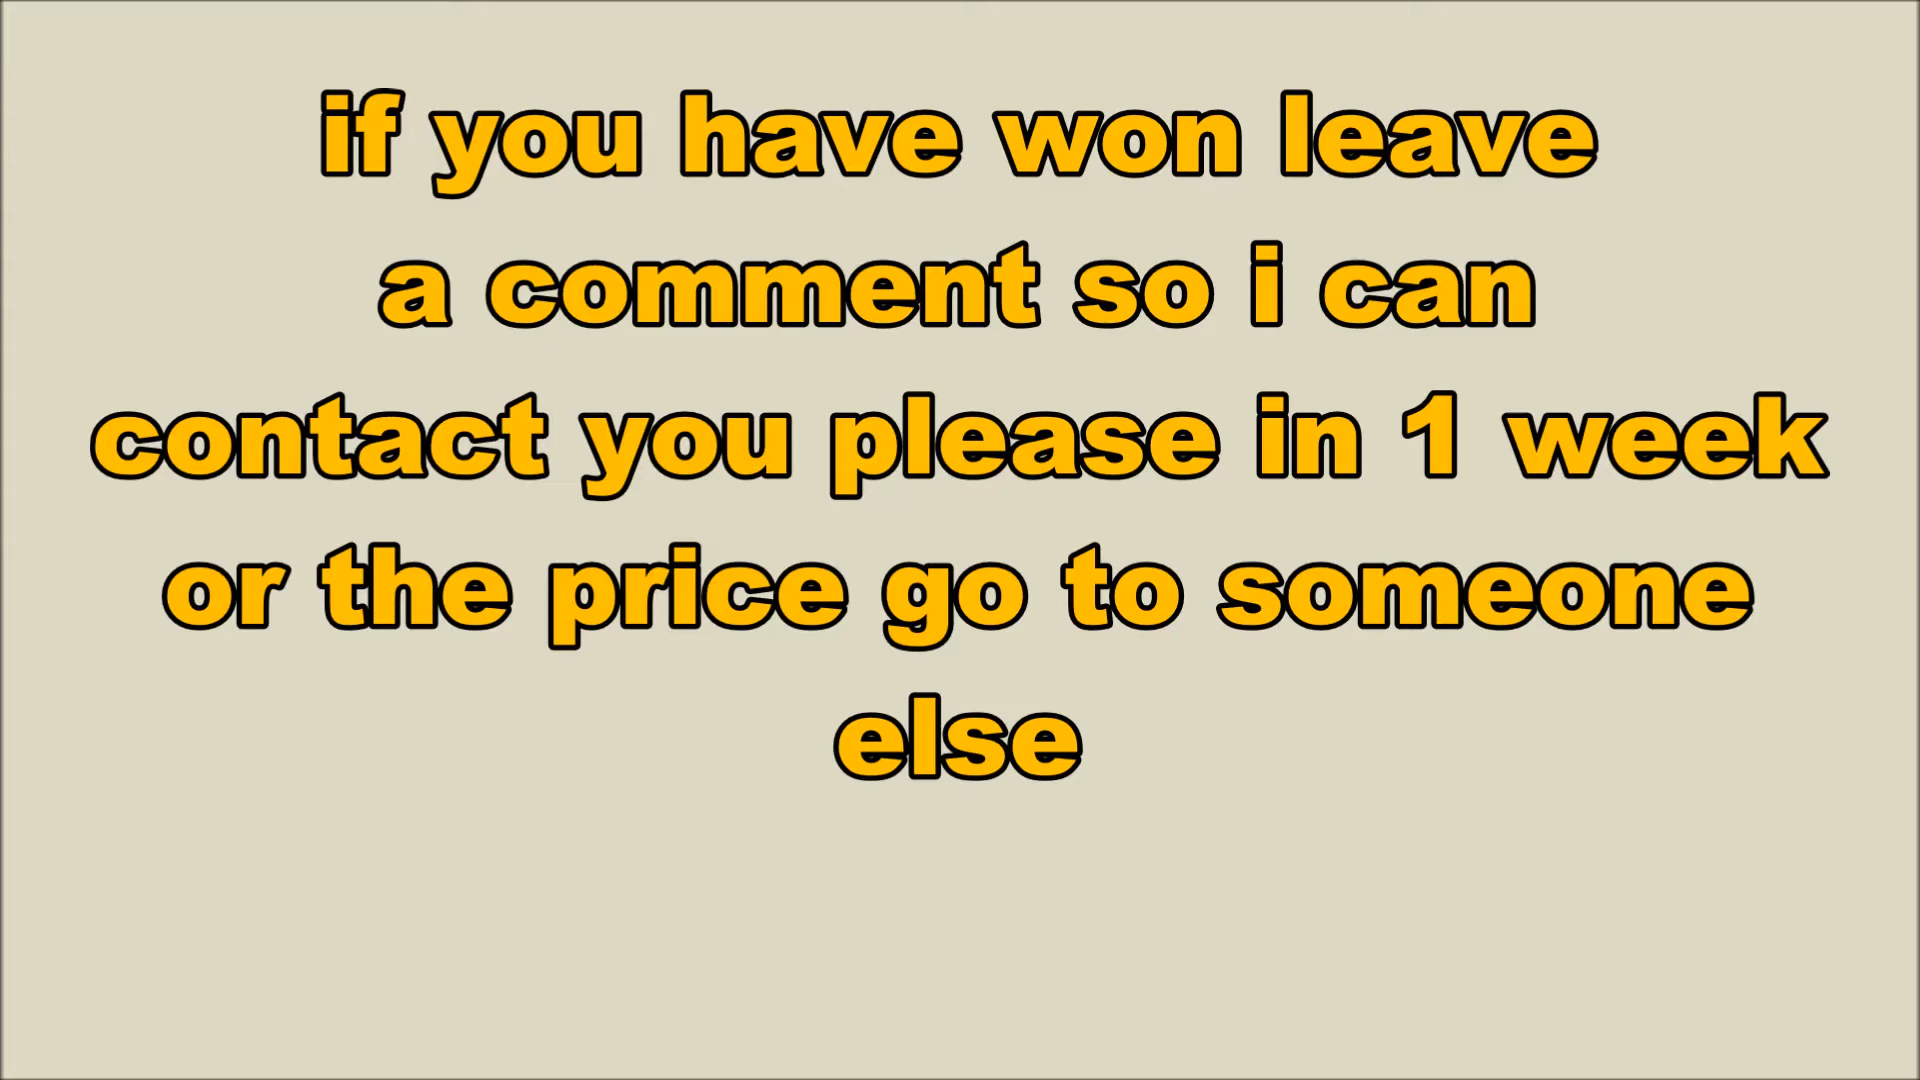 if you have won leave
a comment so i can
contact you please in 1 week
or the price go to someone
else